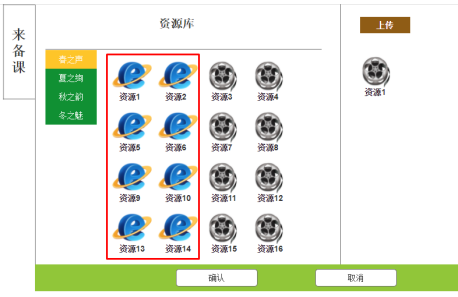 来备课
资源库
上传
春之声
夏之绚
秋之韵
冬之魅
资源1 资源2 资源3 资源4
资源1
资源5 资源6 资源7 资源8
资源9 资源10 资源11 资源12
资源13 资源14 资源15 资源16
确认 取消